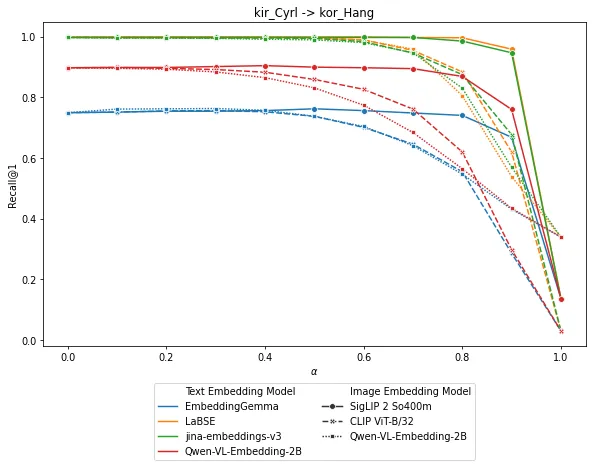 kir_Cyrl -> kor_Hang
Recall@1
1.0
0.8
0.6
0.4
0.2
0.0
0.0 0.2 0.4 0.6 0.8 1.0
α
Text Embedding Model
EmbeddingGemma
LaBSE
jina-embeddings-v3
Qwen-VL-Embedding-2B
Image Embedding Model
SigLIP 2 So400m
CLIP ViT-B/32
Qwen-VL-Embedding-2B